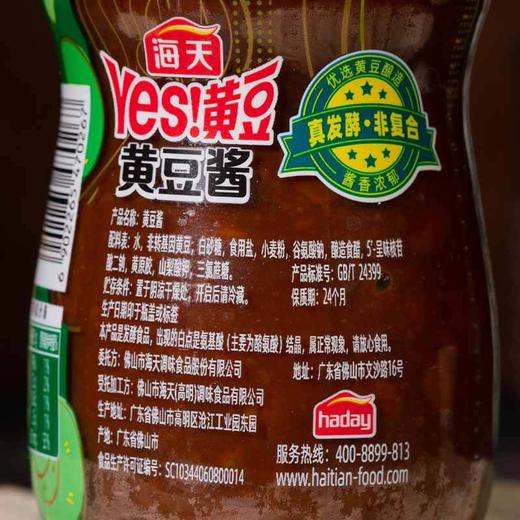 海天
Yes!黄豆
黄豆酱
优选黄豆酿造
真发酵·非复合
酱香浓郁
产品名称：黄豆酱
配料表：水，非转基因黄豆，白砂糖，食用盐，小麦粉，谷氨酸钠，酿造食醋，5'-呈味核苷
酸二钠，黄原胶，山梨酸钾，三氯蔗糖。
产品标准号：GB/T 24399
贮存条件：置于阴凉干燥处，开启后请冷藏。
保质期：24个月
生产日期印于瓶盖或标签
本产品是发酵食品，出现的白点是氨基酸（主要为酪氨酸）结晶，属正常现象，请放心食用。
委托方：佛山市海天调味食品股份有限公司
地址：广东省佛山市文沙路16号
受托加工方：佛山市海天(高明)调味食品有限公司
生产地址：广东省佛山市高明区沧江工业园东园
产地：广东省佛山市
食品生产许可证编号：SC10344060800014
haday
服务热线：400-8899-813
www.haitian-food.com
6 902265 470267